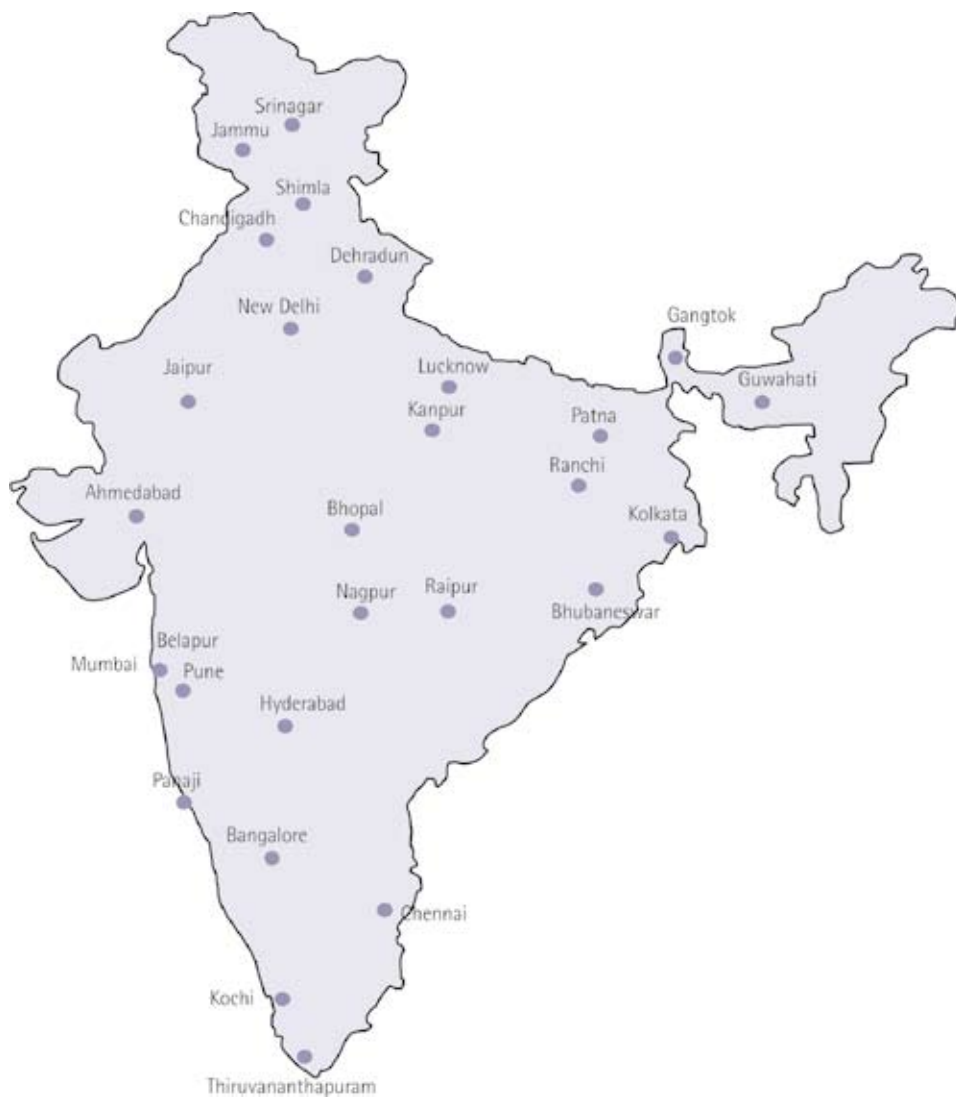 Srinagar
Jammu
Shimla
Chandigadh
Dehradun
New Delhi
Gangtok
Jaipur
Lucknow
Guwahati
Kanpur
Patna
Ranchi
Ahmedabad
Bhopal
Kolkata
Nagpur
Raipur
Bhubaneswar
Belapur
Mumbai
Pune
Hyderabad
Panaji
Bangalore
Chennai
Kochi
Thiruvananthapuram